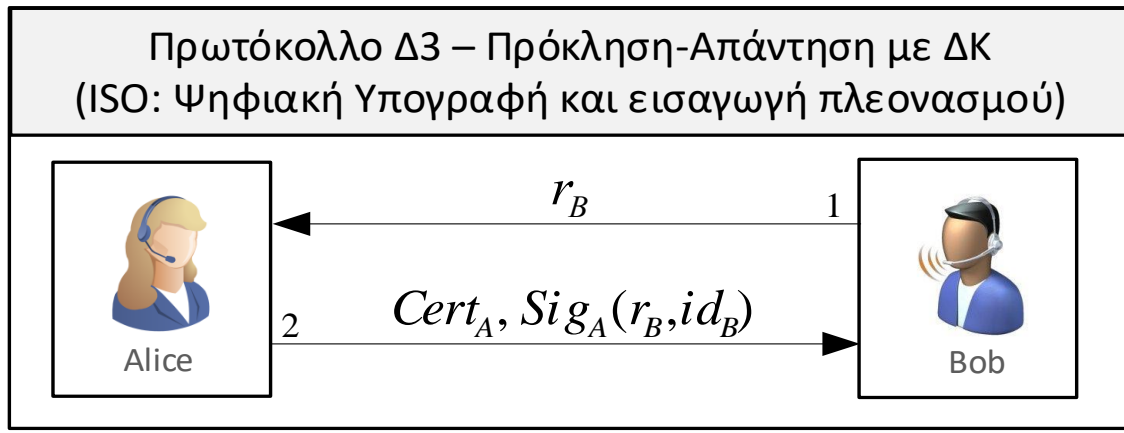 Πρωτόκολλο Δ3 – Πρόκληση-Απάντηση με ΔΚ
(ISO: Ψηφιακή Υπογραφή και εισαγωγή πλεονασμού)
r_B
1
Cert_A, Sig_A(r_B,id_B)
2
Alice
Bob